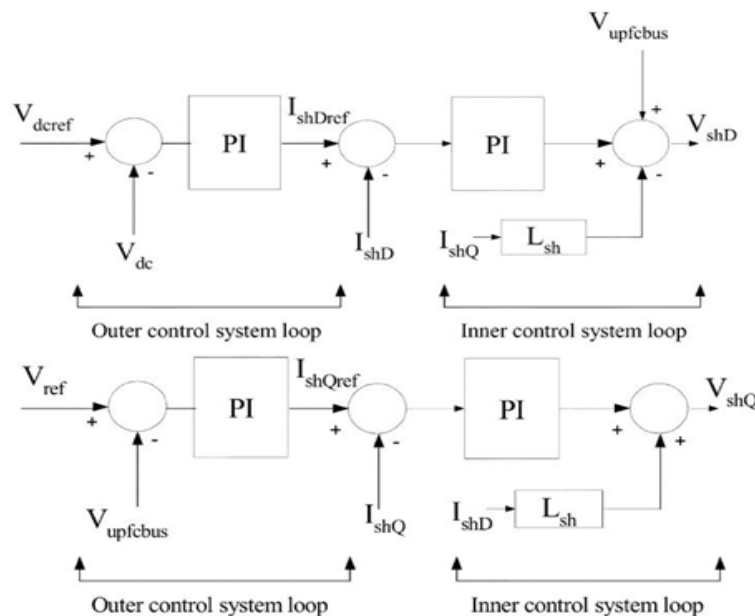 V_upfcbus
V_dcref
+
-
PI
I_shDref
+
-
PI
+
+
-
V_shD
V_dc
I_shD
I_shQ
L_sh
Outer control system loop
Inner control system loop
V_ref
+
-
PI
I_shQref
+
-
PI
+
+
V_shQ
V_upfcbus
I_shQ
I_shD
L_sh
Outer control system loop
Inner control system loop